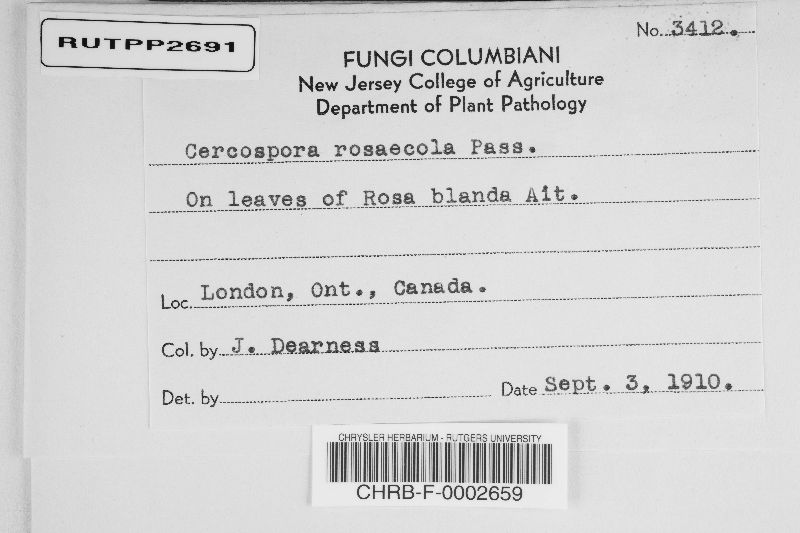 RUTPP2691
No. 3412.
FUNGI COLUMBIANI
New Jersey College of Agriculture
Department of Plant Pathology
Cercospora rosaecola Pass.
On leaves of Rosa blanda Ait.
Loc. London, Ont., Canada.
Col. by J. Dearness
Det. by
Date Sept. 3, 1910.
CHRYSLER HERBARIUM - RUTGERS UNIVERSITY
CHRB-F-0002659